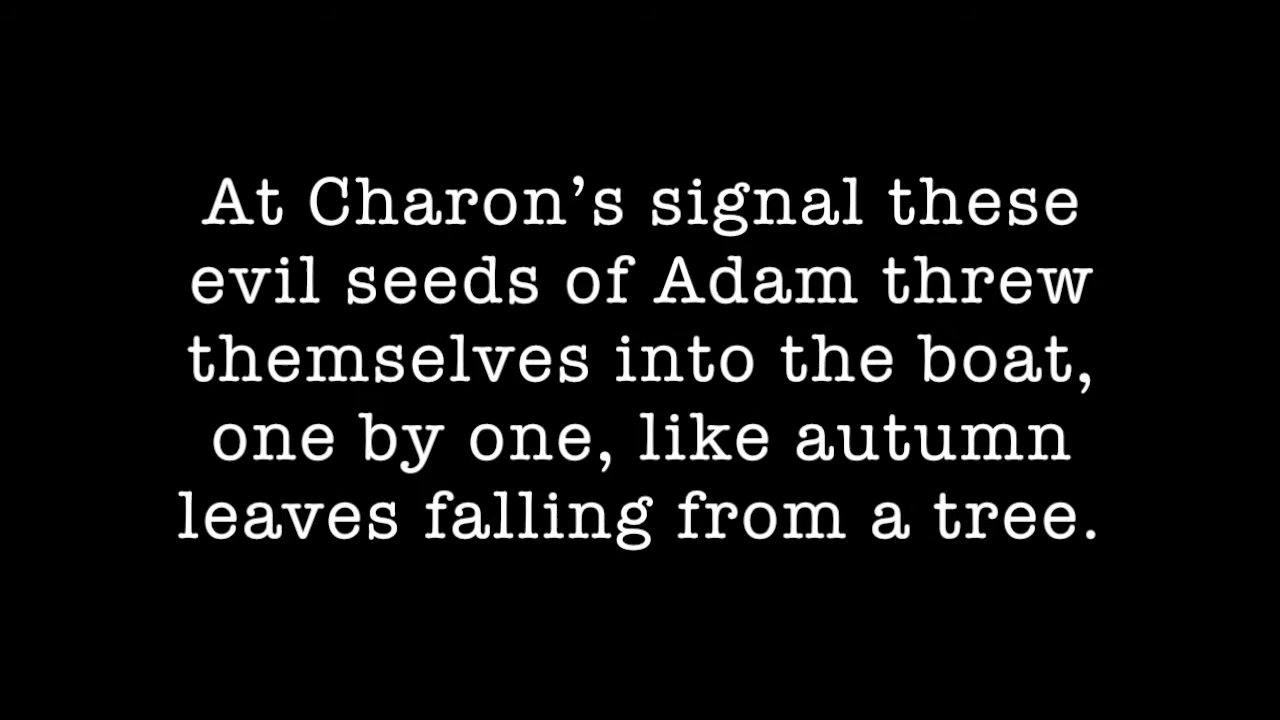 At Charon’s signal these
evil seeds of Adam threw
themselves into the boat,
one by one, like autumn
leaves falling from a tree.